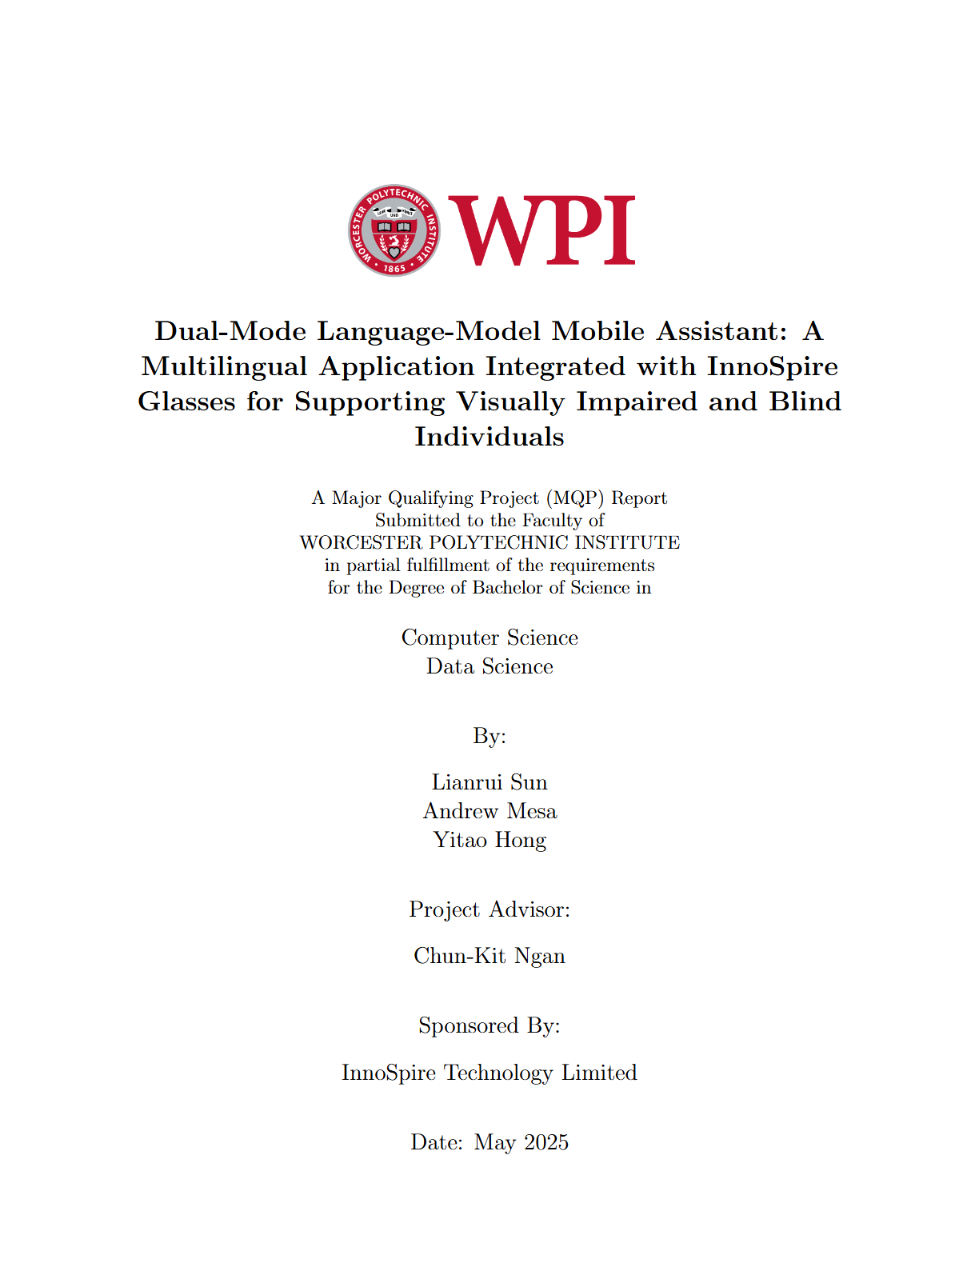 WORCESTER POLYTECHNIC INSTITUTE
1865
WPI
Dual-Mode Language-Model Mobile Assistant: A
Multilingual Application Integrated with InnoSpire
Glasses for Supporting Visually Impaired and Blind
Individuals
A Major Qualifying Project (MQP) Report
Submitted to the Faculty of
WORCESTER POLYTECHNIC INSTITUTE
in partial fulfillment of the requirements
for the Degree of Bachelor of Science in
Computer Science
Data Science
By:
Lianrui Sun
Andrew Mesa
Yitao Hong
Project Advisor:
Chun-Kit Ngan
Sponsored By:
InnoSpire Technology Limited
Date: May 2025